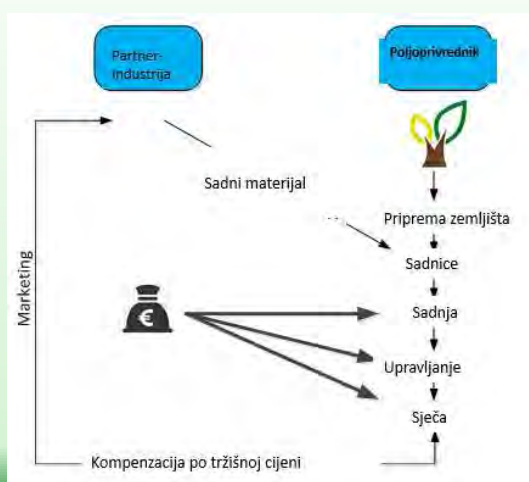 Partner-
industrija
Poljoprivrednik
Sadni materijal
Priprema zemljišta
Sadnice
Sadnja
Upravljanje
Sječa
Marketing
€
Kompenzacija po tržišnoj cijeni